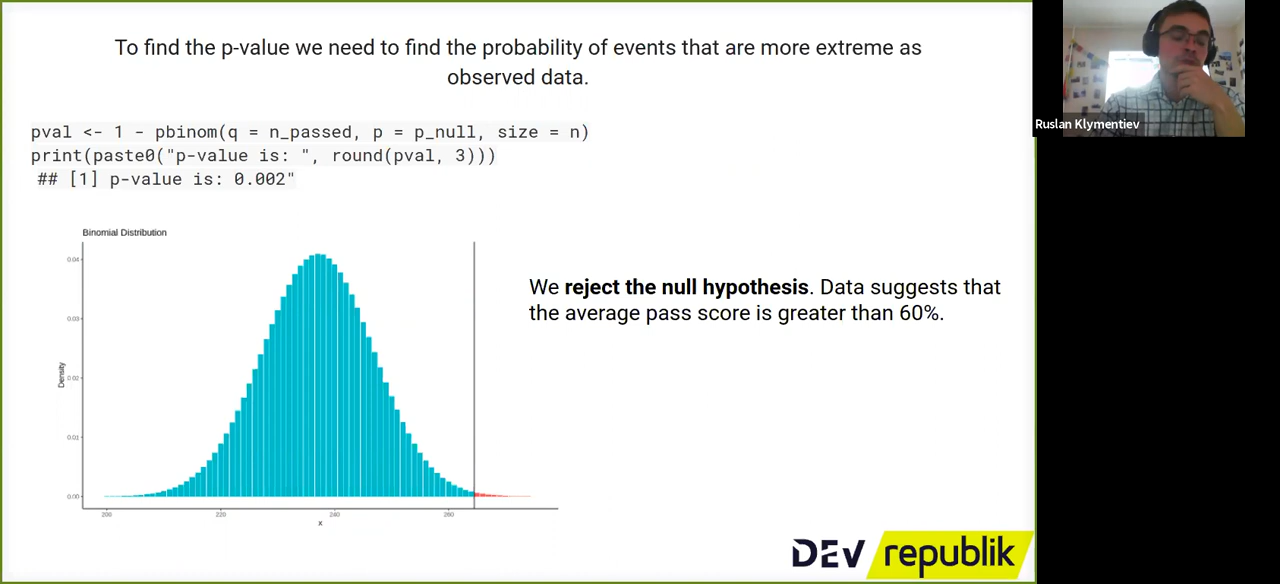 To find the p-value we need to find the probability of events that are more extreme as
observed data.
pval <- 1 - pbinom(q = n_passed, p = p_null, size = n)
print(paste0("p-value is: ", round(pval, 3)))
## [1] p-value is: 0.002"
Binomial Distribution
0.04
0.03
0.02
0.01
0.00
Density
200 220 240 260
x
We reject the null hypothesis. Data suggests that
the average pass score is greater than 60%.
DEV republik
Ruslan Klymentiev